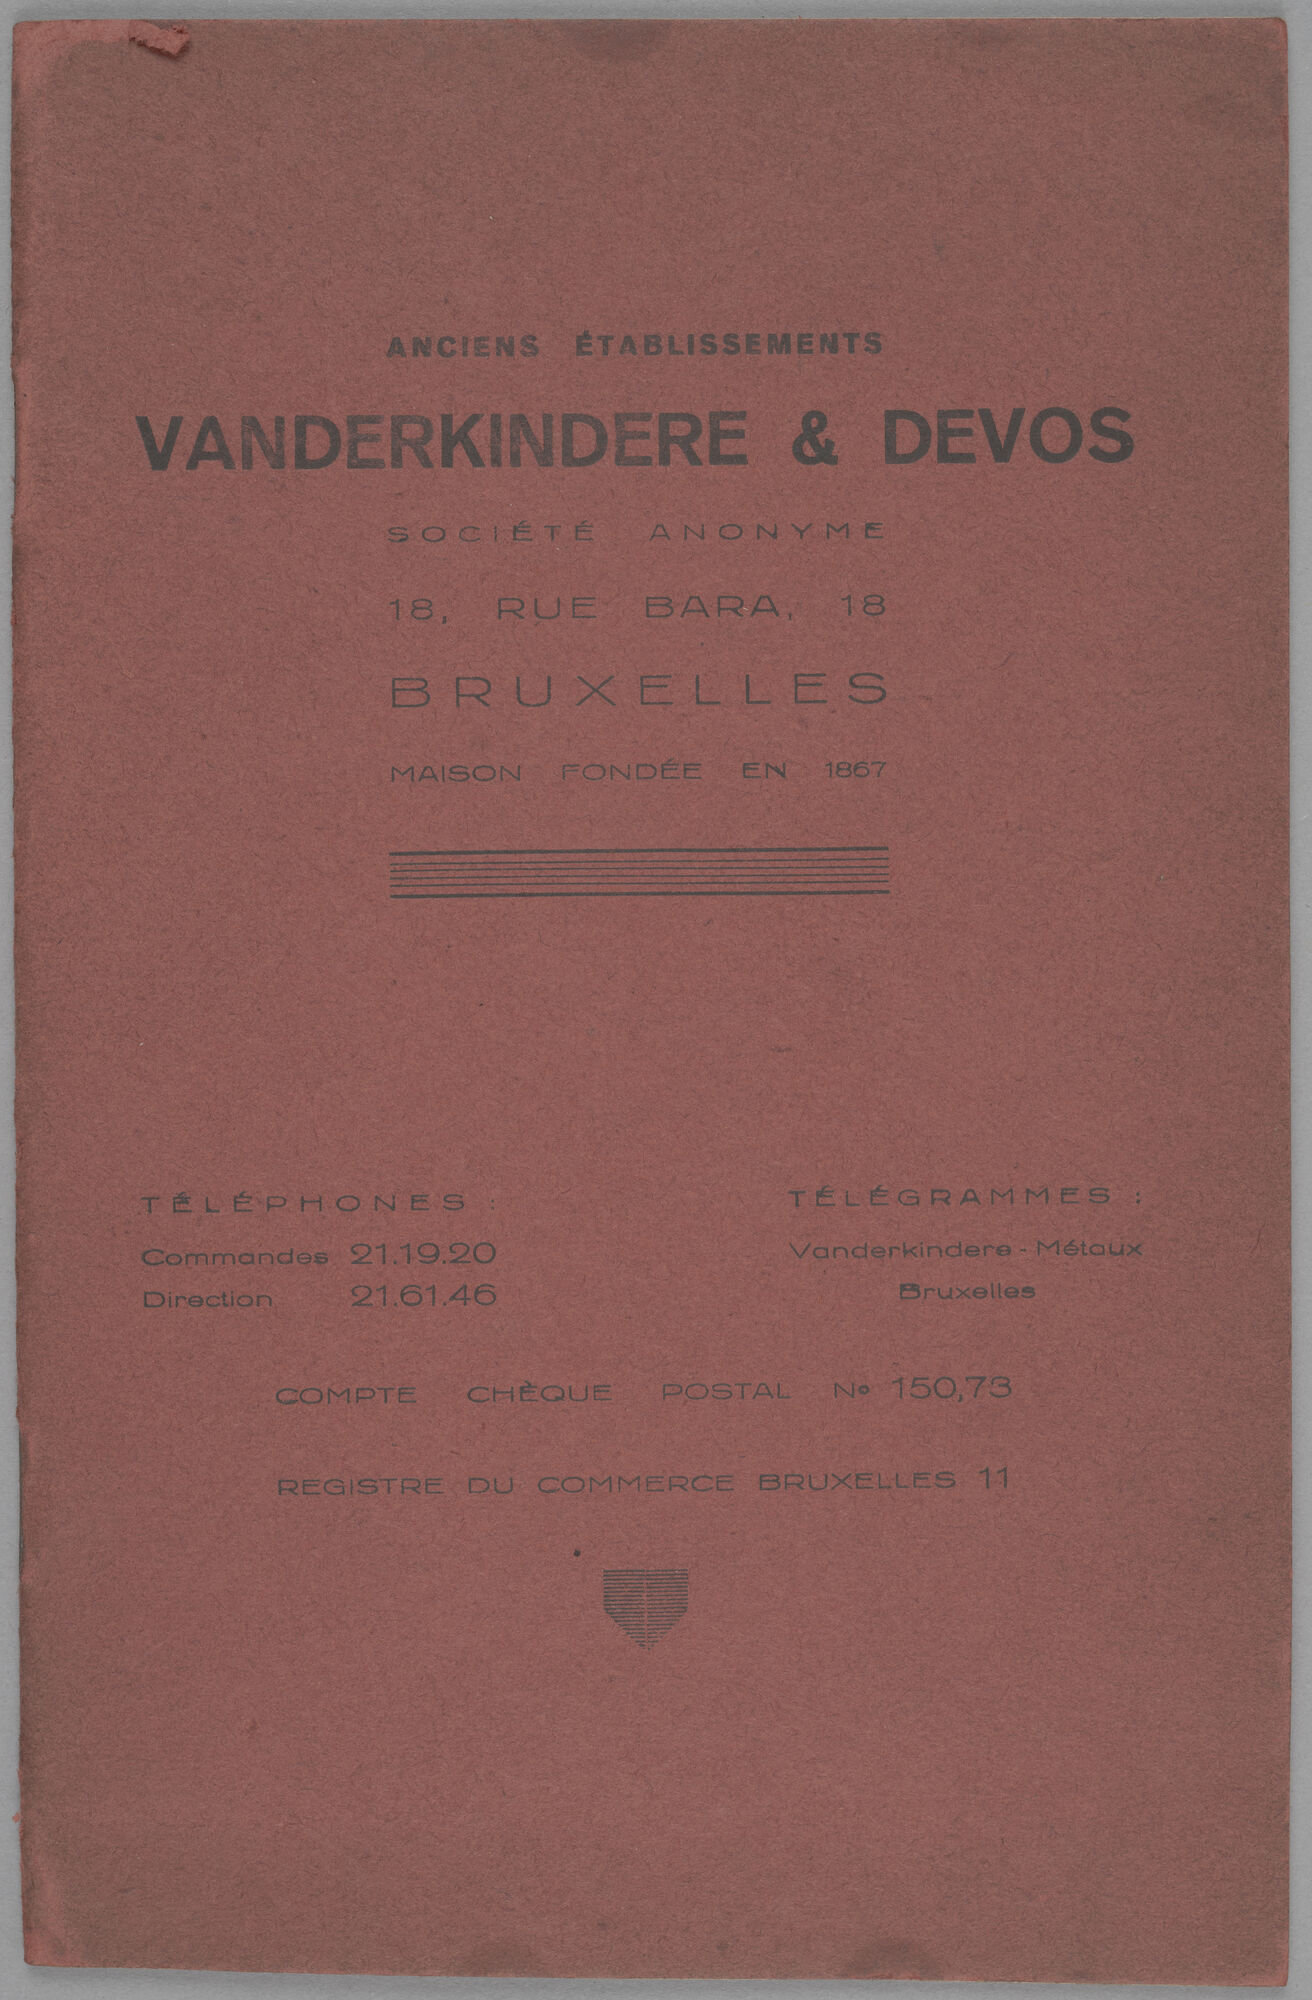 ANCIENS ÉTABLISSEMENTS
VANDERKINDERE & DEVOS
SOCIÉTÉ ANONYME
18, RUE BARA, 18
BRUXELLES
MAISON FONDÉE EN 1867
TÉLÉPHONES :
Commandes 21.19.20
Direction 21.61.46
TÉLÉGRAMMES :
Vanderkindere - Métaux
Bruxelles
COMPTE CHÈQUE POSTAL No 150,73
REGISTRE DU COMMERCE BRUXELLES 11